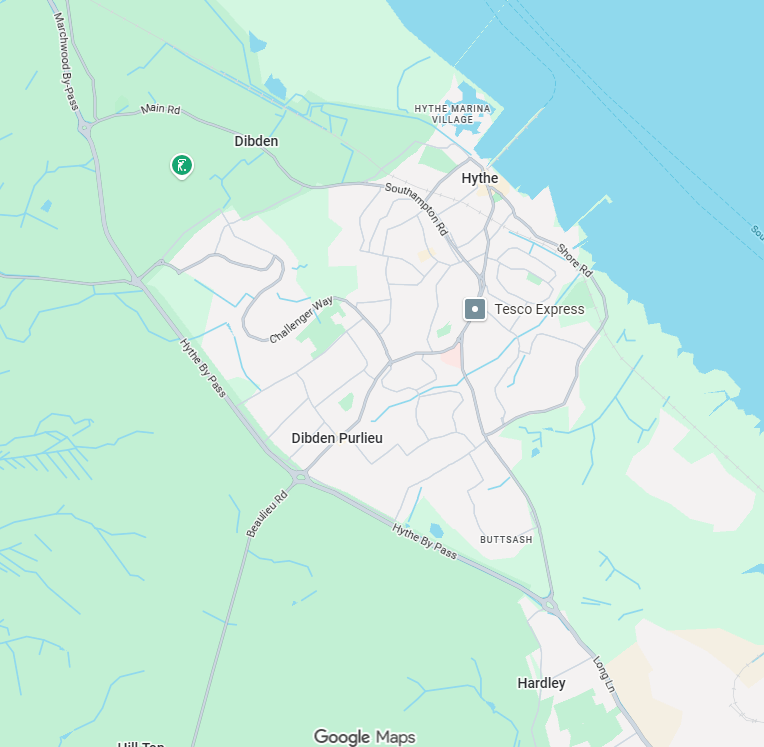 Marchwood By-Pass
Main Rd
HYTHE MARINA
VILLAGE
Dibden
Hythe
Southampton Rd
Shore Rd
Tesco Express
Challenger Way
Hythe By Pass
Dibden Purlieu
Beaulieu Rd
Hythe By Pass
BUTTSASH
Long Ln
Hardley
Google Maps